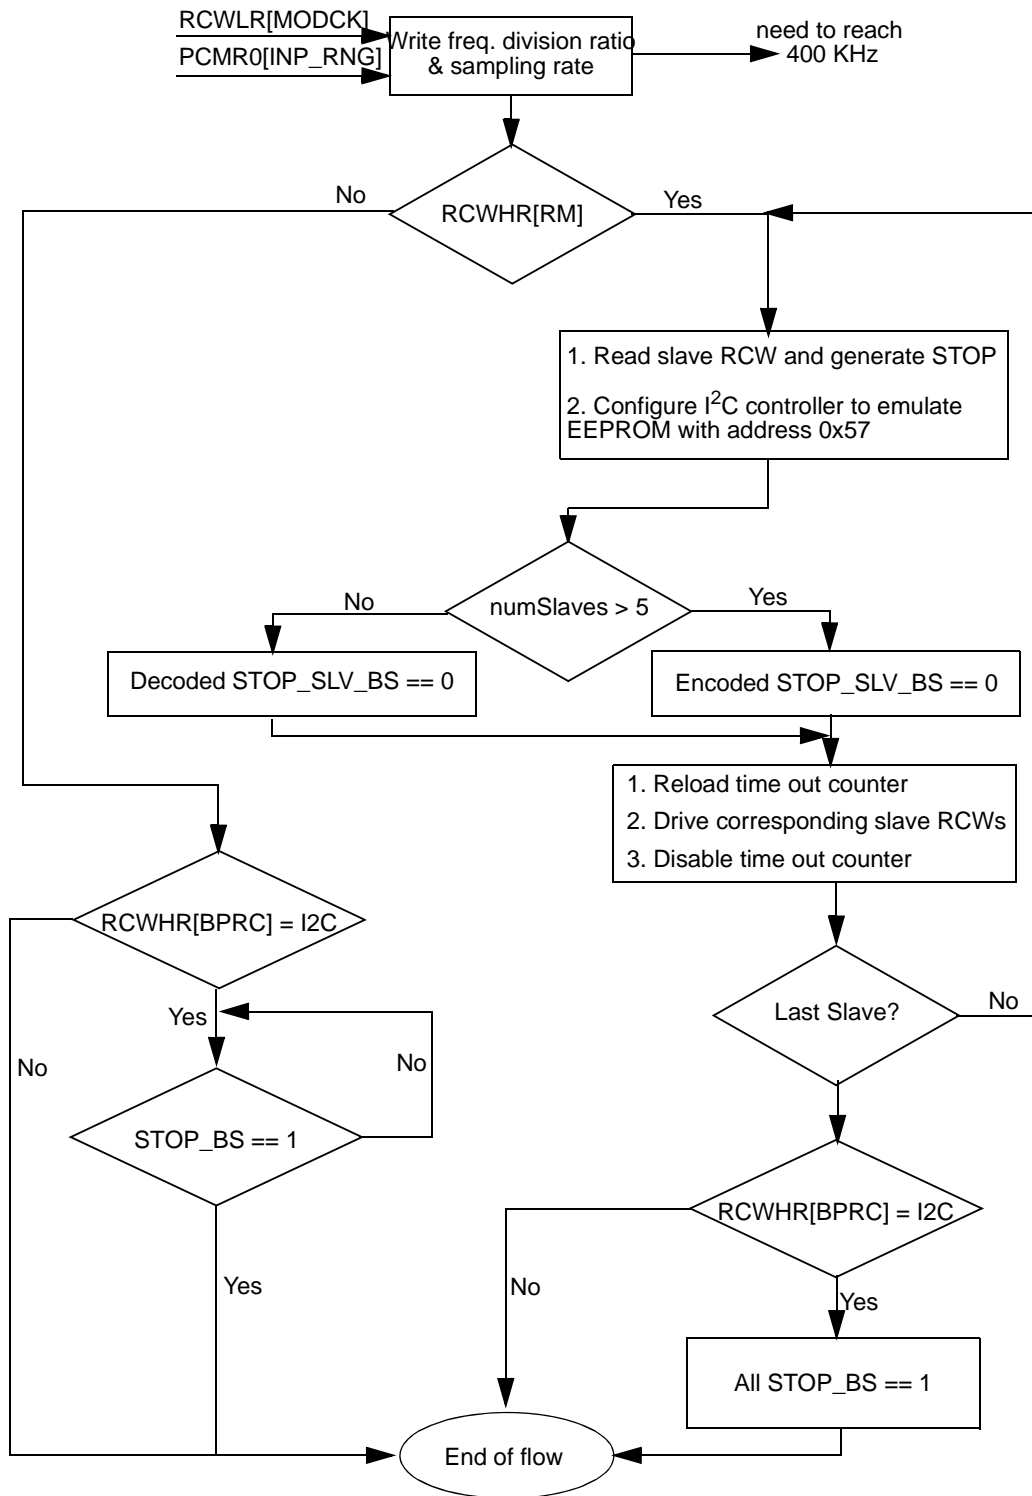 RCWLR[MODCK]
PCMR0[INP_RNG]
Write freq. division ratio
& sampling rate
need to reach
400 KHz
No
RCWHR[RM]
Yes
1. Read slave RCW and generate STOP
2. Configure I2C controller to emulate
EEPROM with address 0x57
No
numSlaves > 5
Yes
Decoded STOP_SLV_BS == 0
Encoded STOP_SLV_BS == 0
1. Reload time out counter
2. Drive corresponding slave RCWs
3. Disable time out counter
RCWHR[BPRC] = I2C
Last Slave?
No
Yes
No
No
STOP_BS == 1
RCWHR[BPRC] = I2C
Yes
No
Yes
All STOP_BS == 1
End of flow